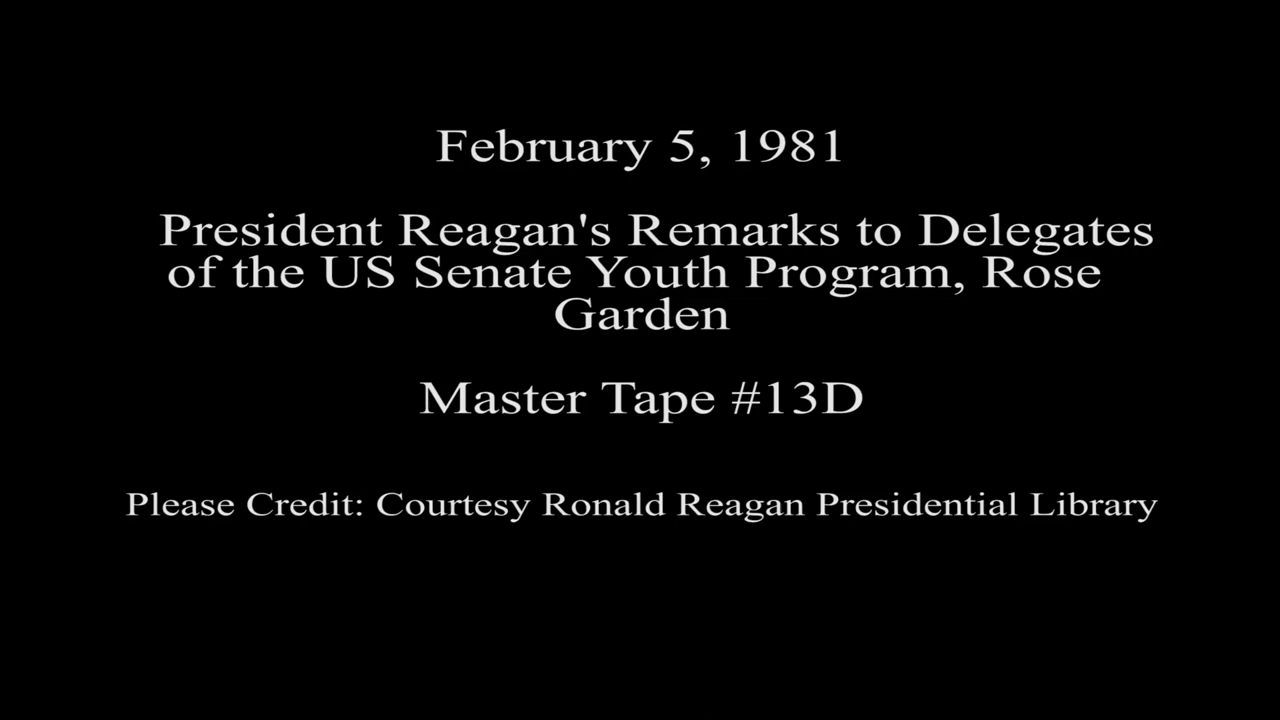 February 5, 1981
President Reagan's Remarks to Delegates
of the US Senate Youth Program, Rose
Garden
Master Tape #13D
Please Credit: Courtesy Ronald Reagan Presidential Library